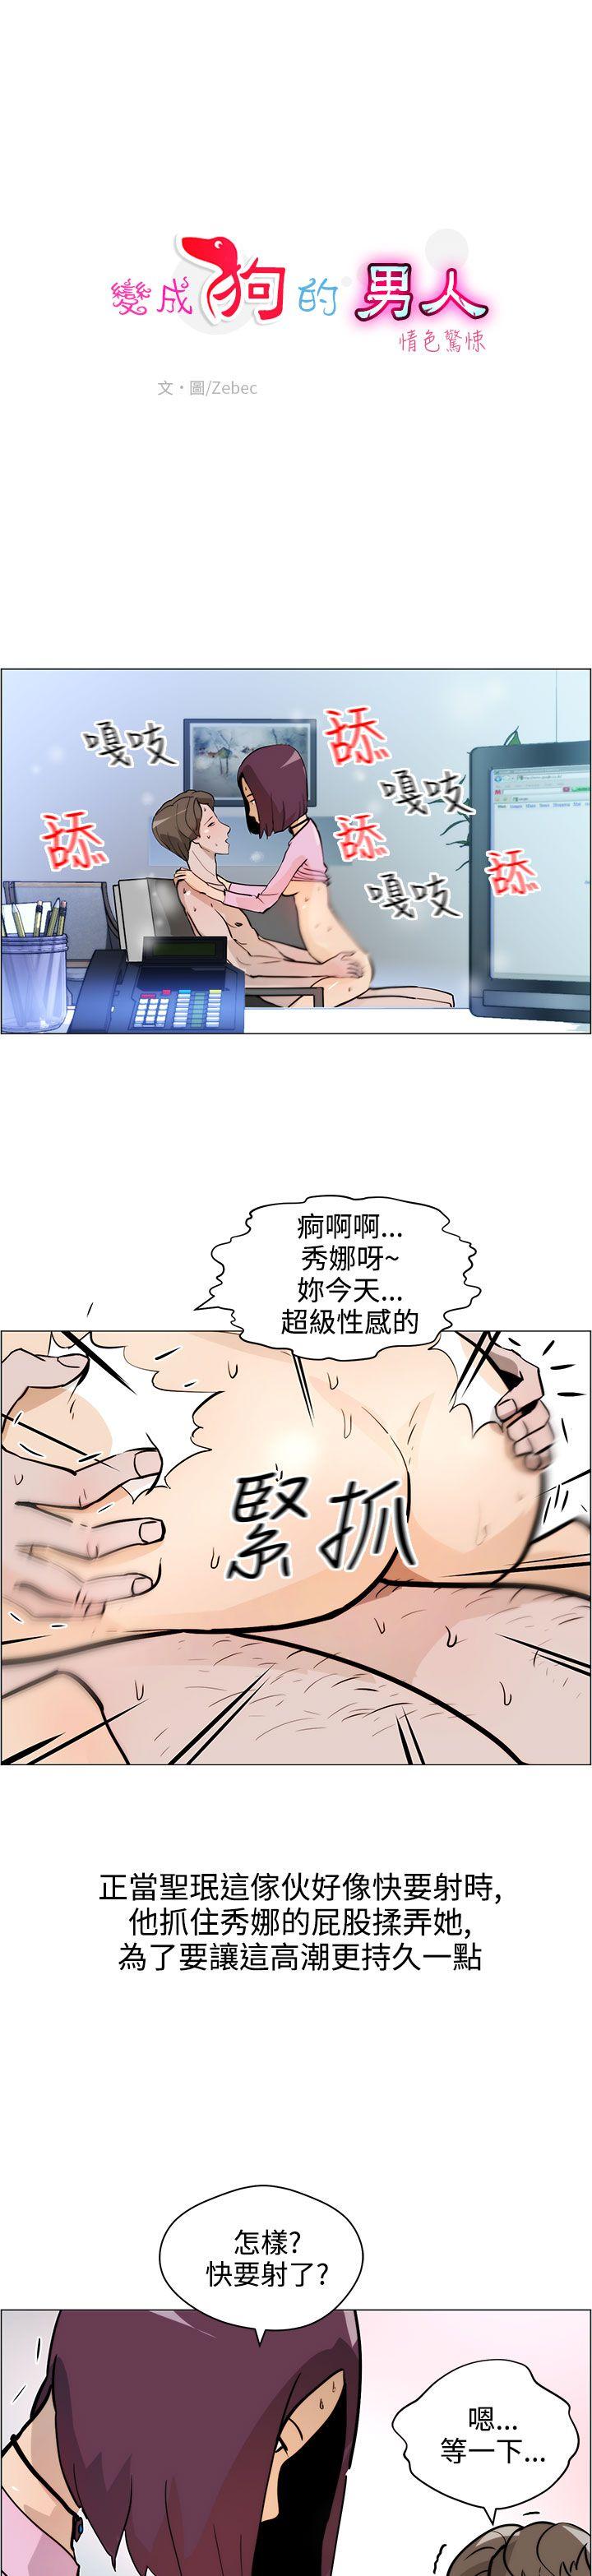 變成狗的男人
情色驚悚
文・圖/Zebec
嘎吱
舔
嘎吱
舔
舔
嘎吱
舔
痾啊啊...
秀娜呀~
妳今天...
超級性感的
緊抓
正當聖珉這傢伙好像快要射時,
他抓住秀娜的屁股揉弄她,
為了要讓這高潮更持久一點
怎樣?
快要射了?
嗯...
等一下...